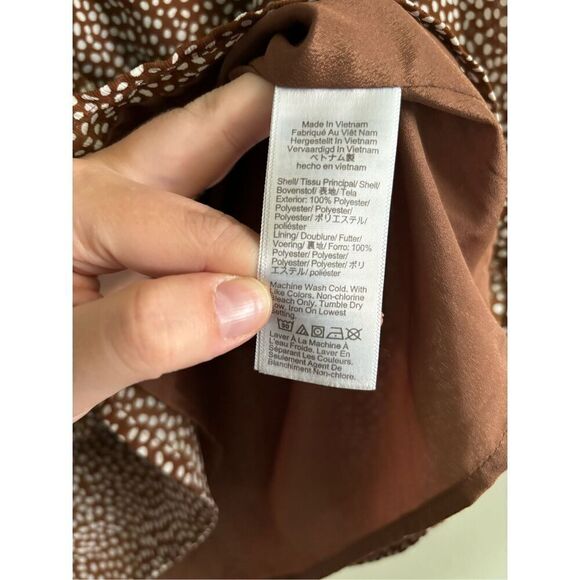 Made In Vietnam
Fabriqué Au Việt Nam
Hergestellt In Vietnam
Vervaardigd In Vietnam
ベトナム製
hecho en vietnam
Shell/ Tissu Principal/ Shell/
Bovenstof/ 表地/ Tela
Exterior: 100% Polyester/
Polyester/ Polyester/
Polyester/ ポリエステル/
poliéster
Lining/ Doublure/ Futter/
Voering/ 裏地/ Forro: 100%
Polyester/ Polyester/
Polyester/ Polyester/ ポリ
エステル/ poliéster
Machine Wash Cold. With
Like Colors. Non-chlorine
Bleach Only. Tumble Dry
Low. Iron On Lowest
Setting.
30
Laver À La Machine À
L'eau Froide. Laver En
Séparant Les Couleurs.
Seulement Agent De
Blanchiment Non-chlore.